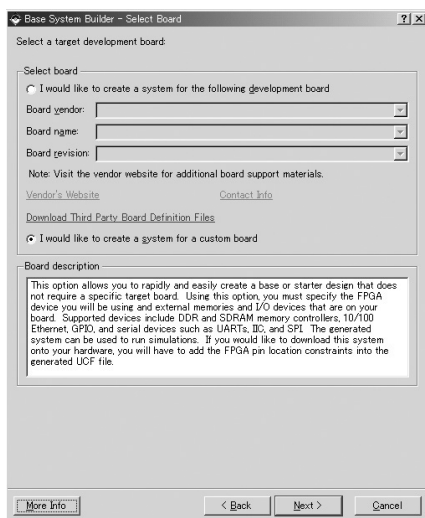 Base System Builder - Select Board
Select a target development board:
Select board
I would like to create a system for the following development board
Board vendor:
Board name:
Board revision:
Note: Visit the vendor website for additional board support materials.
Vendor's Website Contact Info
Download Third Party Board Definition Files
I would like to create a system for a custom board
Board description
This option allows you to rapidly and easily create a base or starter design that does
not require a specific target board. Using this option, you must specify the FPGA
device you will be using and external memories and I/O devices that are on your
board. Supported devices include DDR and SDRAM memory controllers, 10/100
Ethernet, GPIO, and serial devices such as UARTs, IIC, and SPI. The generated
system can be used to run simulations. If you would like to download this system
onto your hardware, you will have to add the FPGA pin location constraints into the
generated UCF file.
More Info < Back Next > Cancel